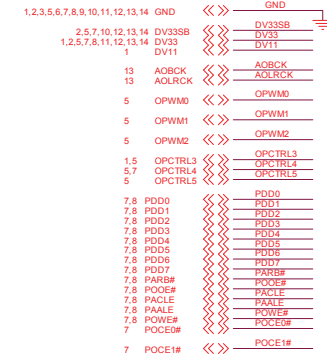 1,2,3,5,6,7,8,9,10,11,12,13,14 GND GND
2,5,7,10,12,13,14 DV33SB DV33SB
1,2,5,7,8,11,12,13,14 DV33 DV33
1 DV11 DV11
13 AOBCK AOBCK
13 AOLRCK AOLRCK
5 OPWM0 OPWM0
5 OPWM1 OPWM1
5 OPWM2 OPWM2
1,5 OPCTRL3 OPCTRL3
5,7 OPCTRL4 OPCTRL4
5 OPCTRL5 OPCTRL5
7,8 PDD0 PDD0
7,8 PDD1 PDD1
7,8 PDD2 PDD2
7,8 PDD3 PDD3
7,8 PDD4 PDD4
7,8 PDD5 PDD5
7,8 PDD6 PDD6
7,8 PDD7 PDD7
7,8 PARB# PARB#
7,8 POOE# POOE#
7,8 PACLE PACLE
7,8 PAALE PAALE
7,8 POWE# POWE#
7 POCE0# POCE0#
7 POCE1# POCE1#